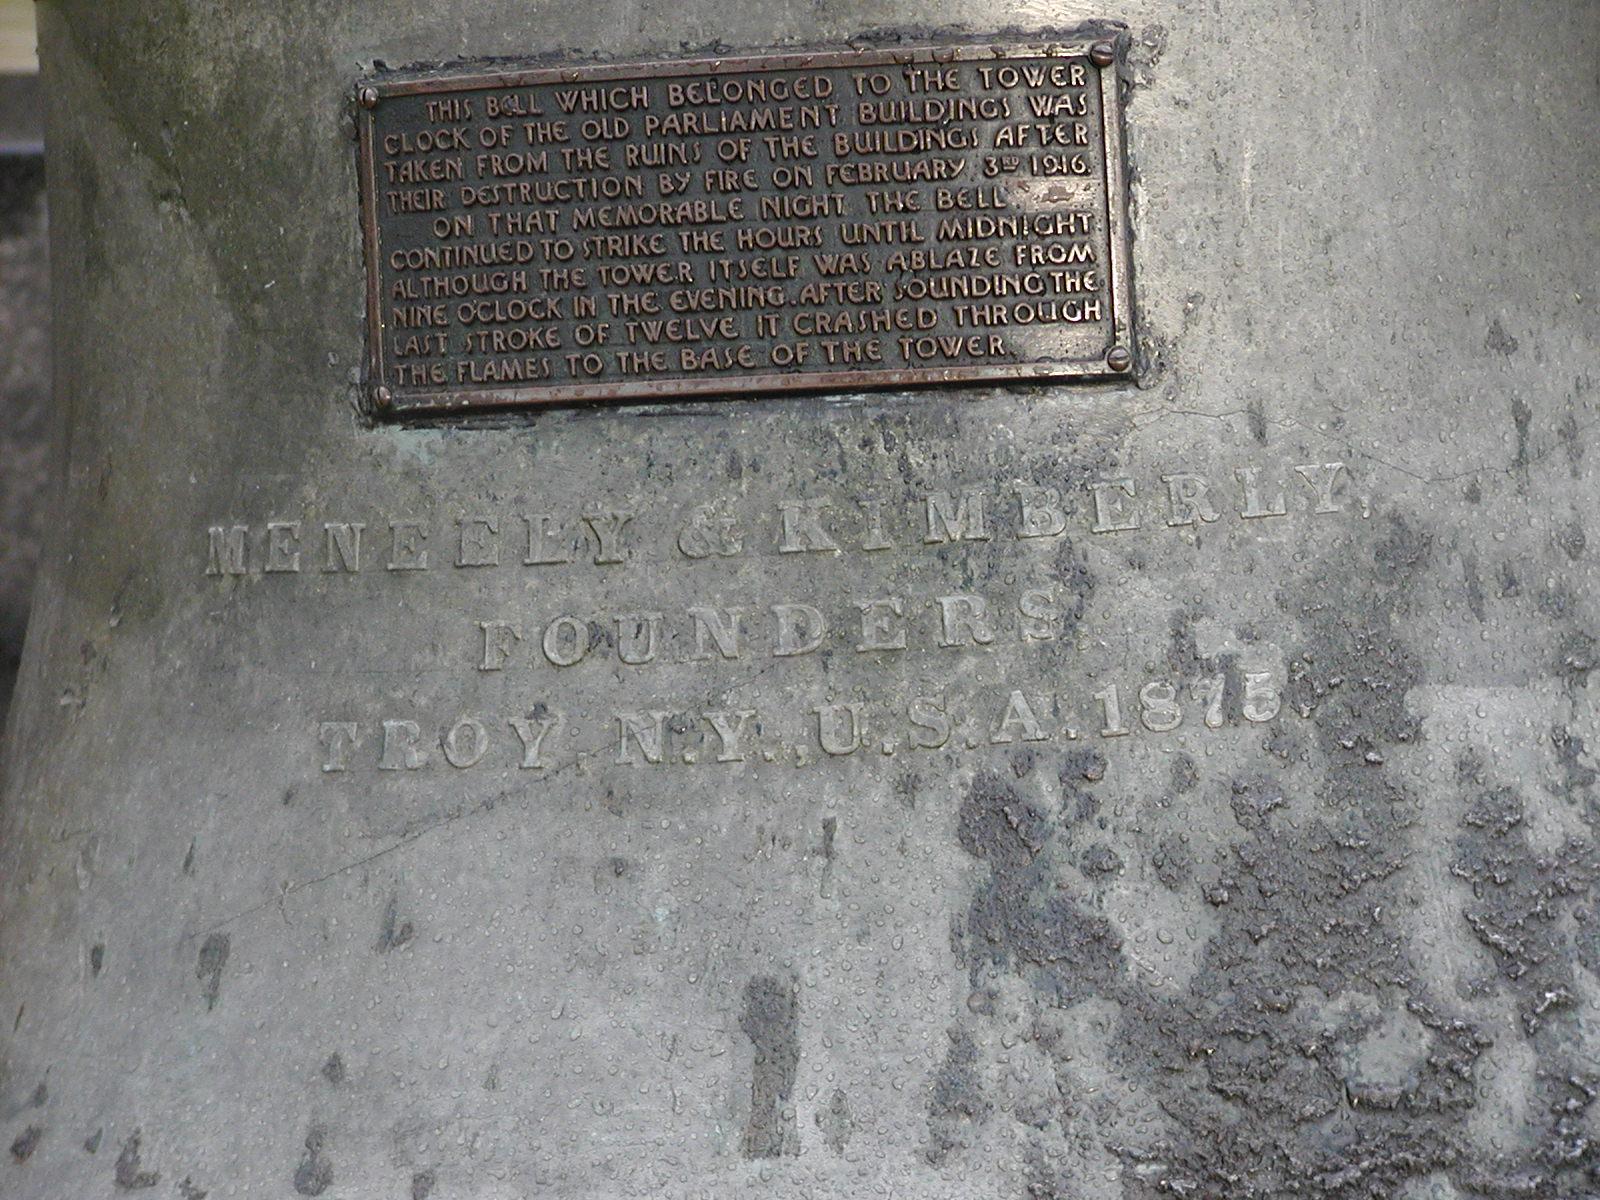 THIS BELL WHICH BELONGED TO THE TOWER
CLOCK OF THE OLD PARLIAMENT BUILDINGS WAS
TAKEN FROM THE RUINS OF THE BUILDINGS AFTER
THEIR DESTRUCTION BY FIRE ON FEBRUARY 3RD 1916.
ON THAT MEMORABLE NIGHT THE BELL
CONTINUED TO STRIKE THE HOURS UNTIL MIDNIGHT
ALTHOUGH THE TOWER ITSELF WAS ABLAZE FROM
NINE O'CLOCK IN THE EVENING. AFTER SOUNDING THE
LAST STROKE OF TWELVE IT CRASHED THROUGH
THE FLAMES TO THE BASE OF THE TOWER
MENEELY & KIMBERLY,
FOUNDERS,
TROY, N.Y., U.S.A. 1875.